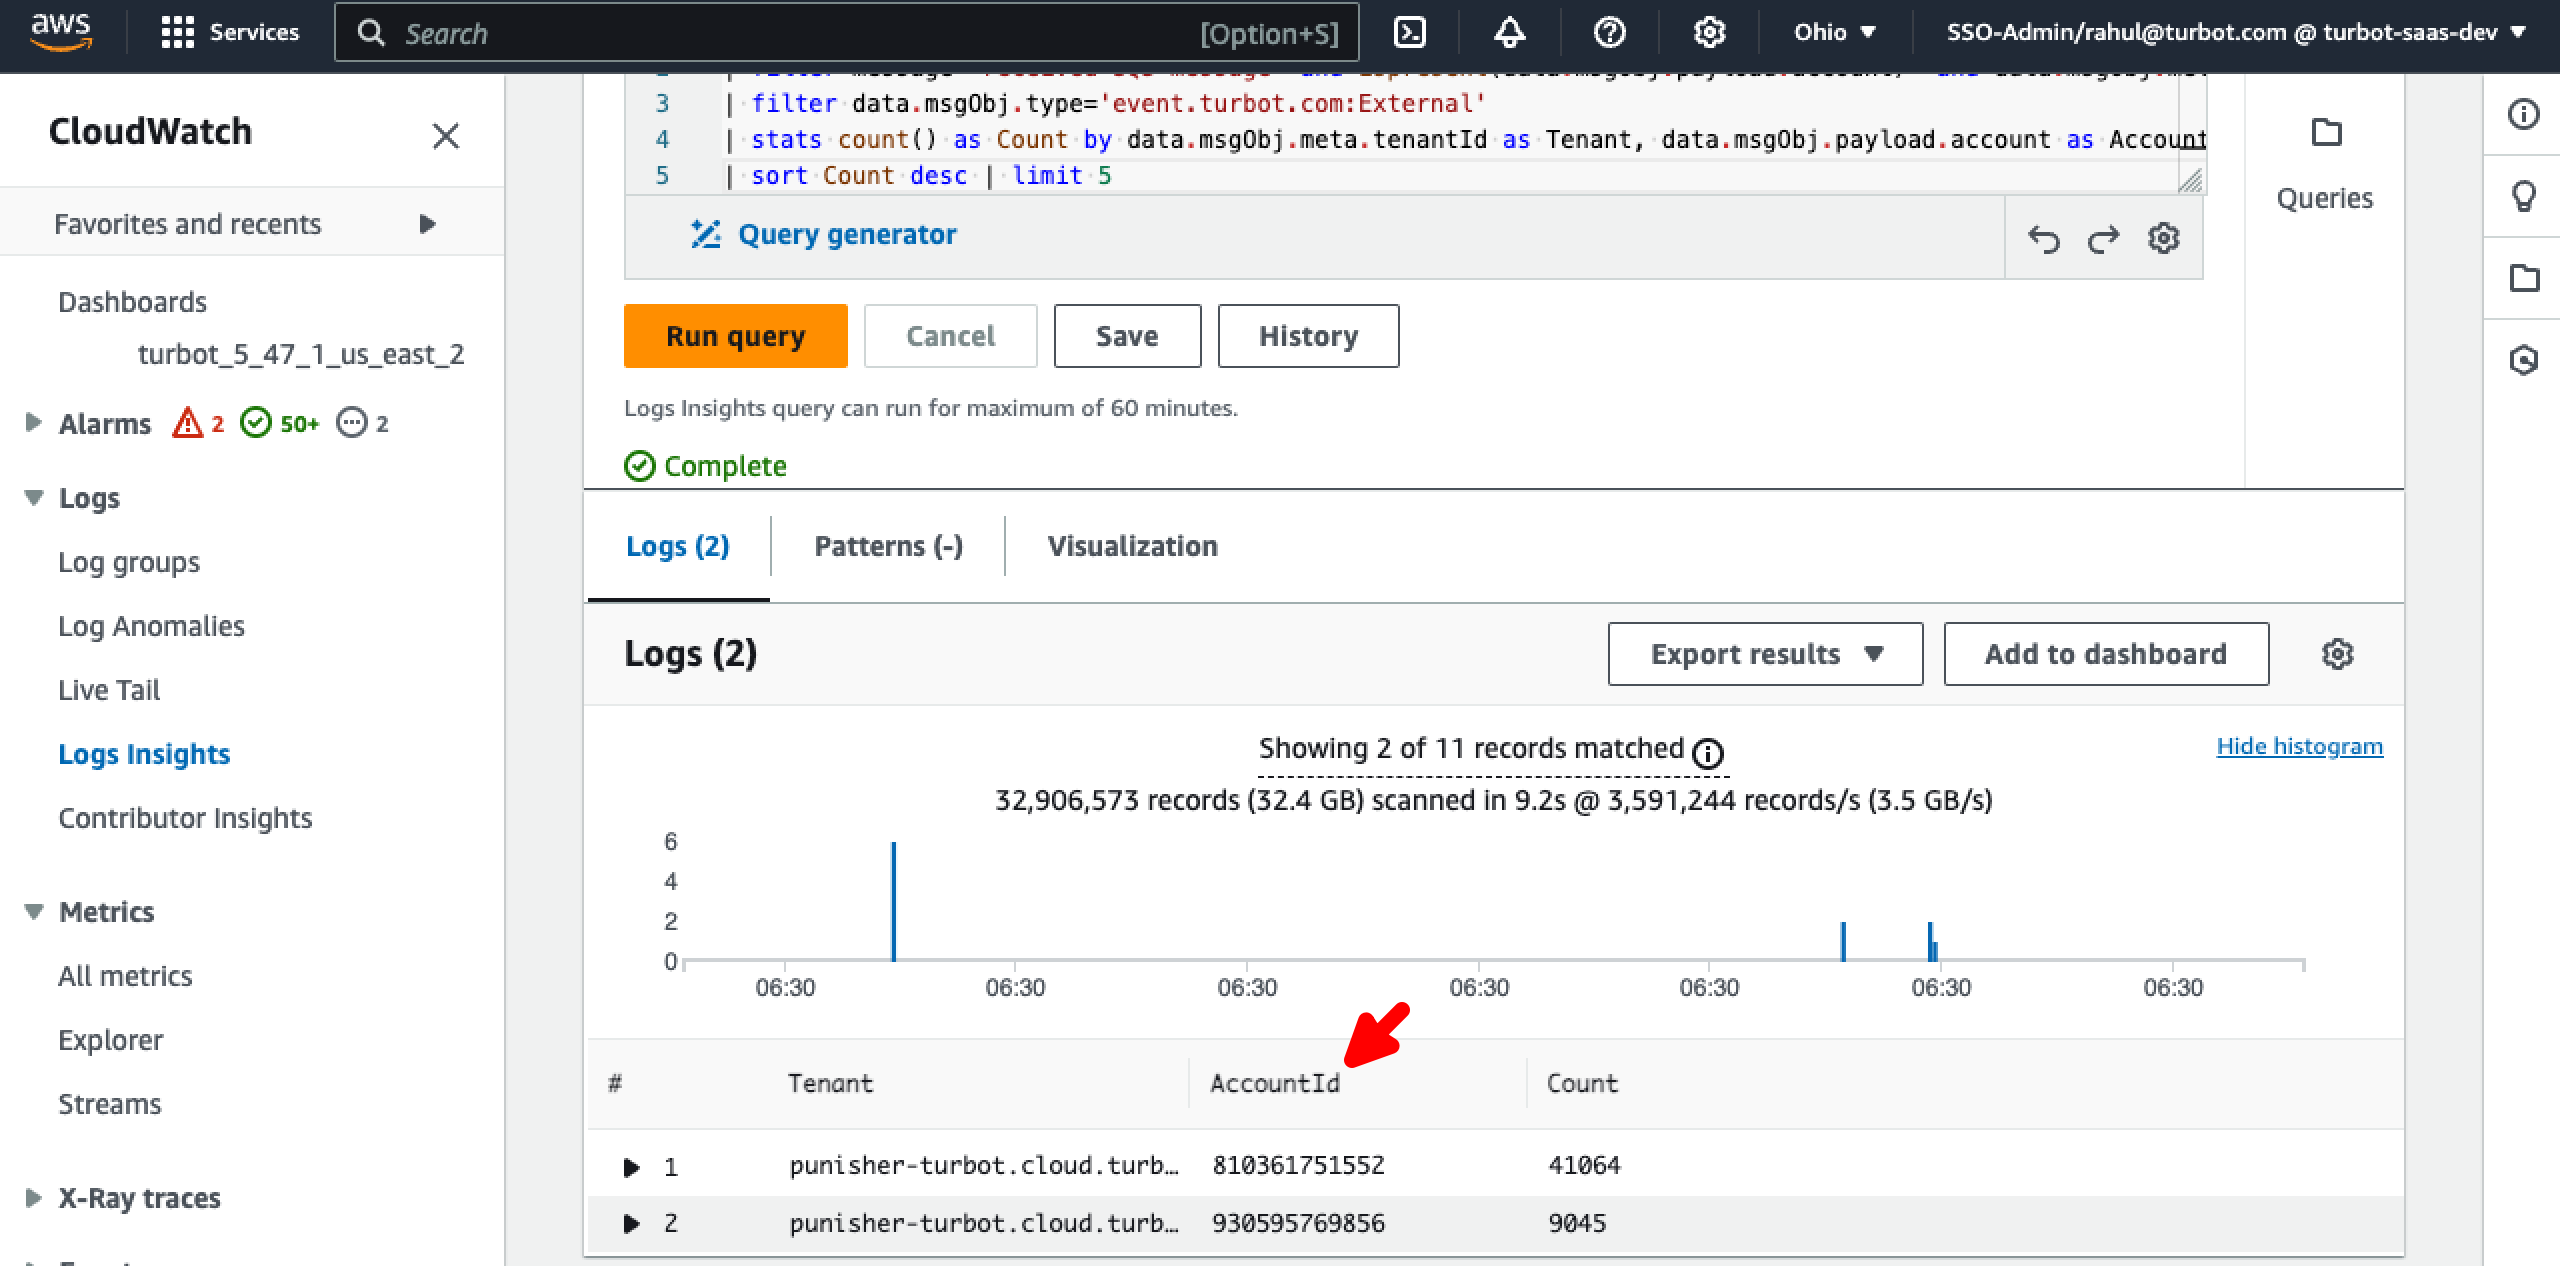 aws
Services
Search
[Option+S]
Ohio
SSO-Admin/rahul@turbot.com @ turbot-saas-dev
CloudWatch
Favorites and recents
Dashboards
turbot_5_47_1_us_east_2
Alarms 2 50+ 2
Logs
Log groups
Log Anomalies
Live Tail
Logs Insights
Contributor Insights
Metrics
All metrics
Explorer
Streams
X-Ray traces
3 | filter data.msgObj.type='event.turbot.com:External'
4 | stats count() as Count by data.msgObj.meta.tenantId as Tenant, data.msgObj.payload.account as Account
5 | sort Count desc | limit 5
Query generator
Queries
Run query
Cancel
Save
History
Logs Insights query can run for maximum of 60 minutes.
Complete
Logs (2)
Patterns (-)
Visualization
Logs (2)
Export results
Add to dashboard
Showing 2 of 11 records matched
Hide histogram
32,906,573 records (32.4 GB) scanned in 9.2s @ 3,591,244 records/s (3.5 GB/s)
6
4
2
0
06:30 06:30 06:30 06:30 06:30 06:30 06:30
# Tenant AccountId Count
1 punisher-turbot.cloud.turb… 810361751552 41064
2 punisher-turbot.cloud.turb… 930595769856 9045